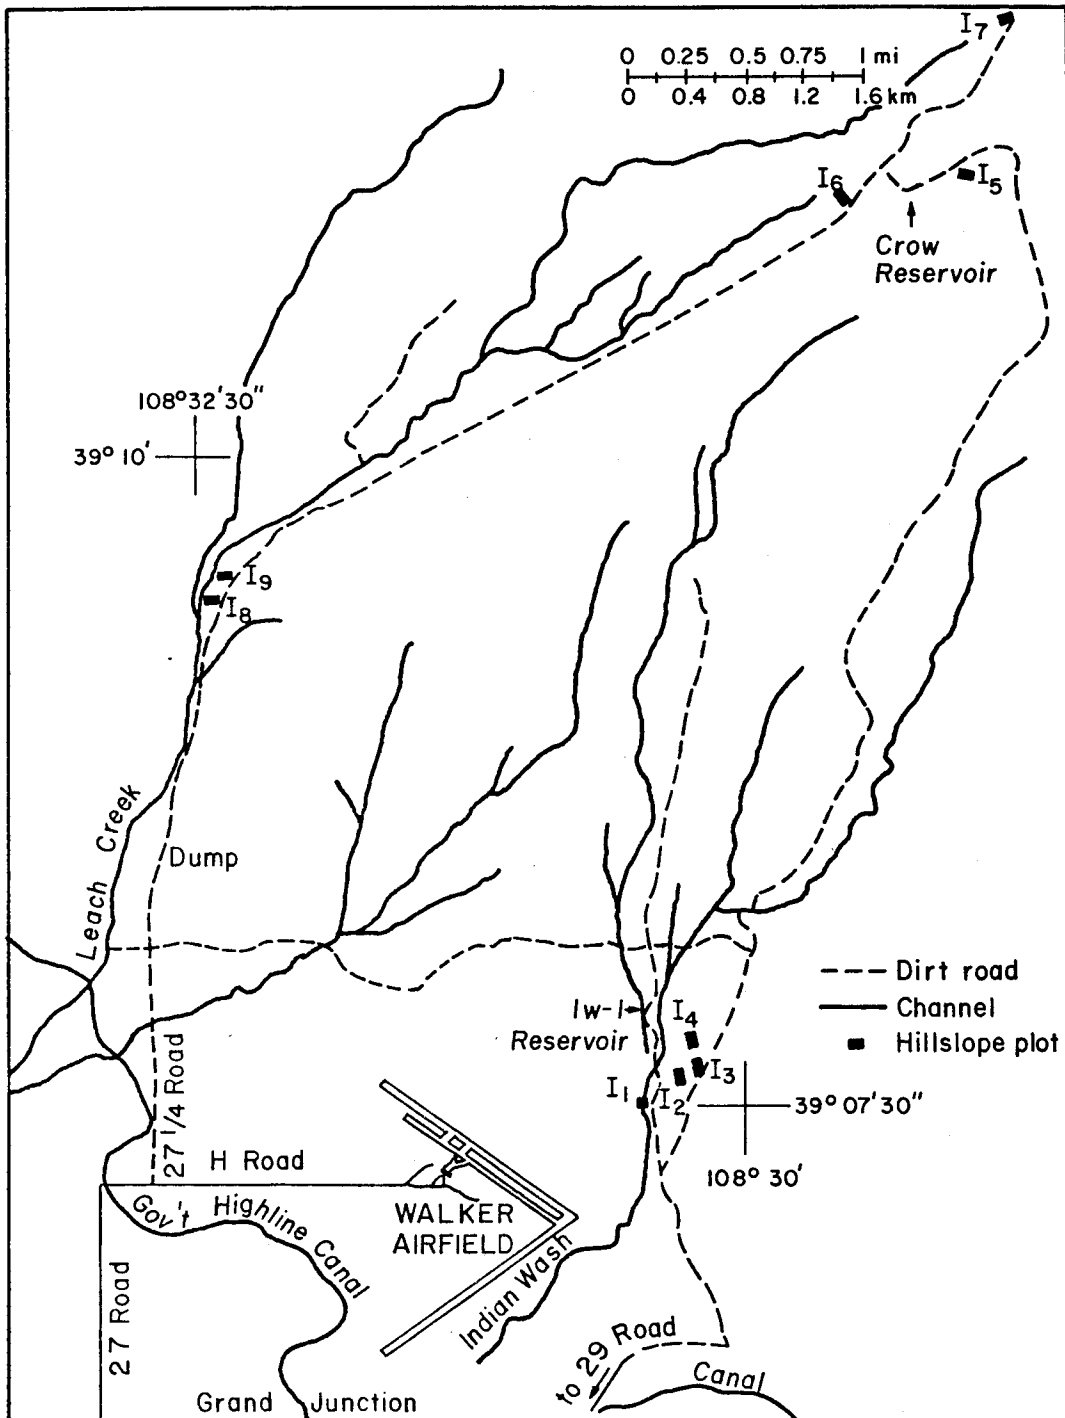 I7
0 0.25 0.5 0.75 1 mi
0 0.4 0.8 1.2 1.6 km
I6
I5
Crow
Reservoir
108°32'30"
39°10'
I9
I8
Leach Creek
Dump
Dirt road
Channel
Hillslope plot
Iw-I
Reservoir
I4
I3
I2
I1
39°07'30"
108°30'
27 1/4 Road
H Road
Gov't Highline Canal
WALKER
AIRFIELD
Indian Wash
27 Road
to 29 Road
Canal
Grand Junction